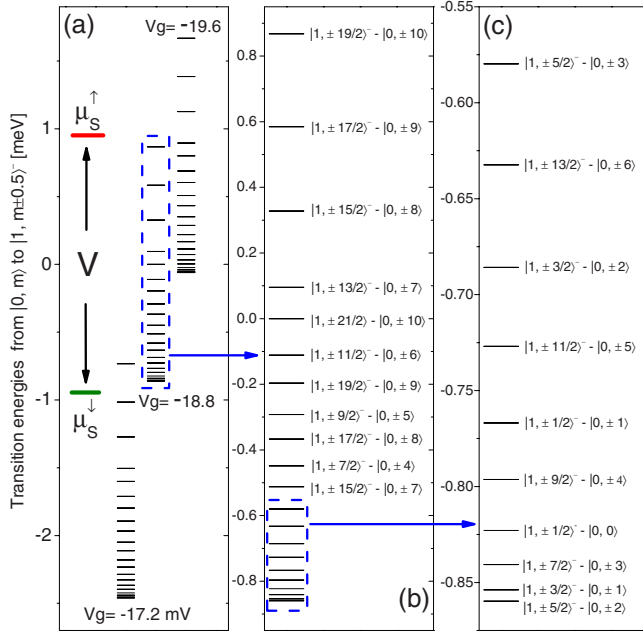 (a)
Vg= -19.6
Transition energies from |0, m⟩ to |1, m±0.5⟩⁻ [meV]
1
0
-1
-2
μS↑
V
μS↓
Vg= -18.8
Vg= -17.2 mV
0.8
0.6
0.4
0.2
0.0
-0.2
-0.4
-0.6
-0.8
|1, ± 19/2⟩⁻ - |0, ± 10⟩
|1, ± 17/2⟩⁻ - |0, ± 9⟩
|1, ± 15/2⟩⁻ - |0, ± 8⟩
|1, ± 13/2⟩⁻ - |0, ± 7⟩
|1, ± 21/2⟩ - |0, ± 10⟩
|1, ± 11/2⟩⁻ - |0, ± 6⟩
|1, ± 19/2⟩⁻ - |0, ± 9⟩
|1, ± 9/2⟩⁻ - |0, ± 5⟩
|1, ± 17/2⟩⁻ - |0, ± 8⟩
|1, ± 7/2⟩⁻ - |0, ± 4⟩
|1, ± 15/2⟩⁻ - |0, ± 7⟩
(b)
-0.55
-0.60
-0.65
-0.70
-0.75
-0.80
-0.85
(c)
|1, ± 5/2⟩⁻ - |0, ± 3⟩
|1, ± 13/2⟩⁻ - |0, ± 6⟩
|1, ± 3/2⟩⁻ - |0, ± 2⟩
|1, ± 11/2⟩⁻ - |0, ± 5⟩
|1, ± 1/2⟩⁻ - |0, ± 1⟩
|1, ± 9/2⟩⁻ - |0, ± 4⟩
|1, ± 1/2⟩⁻ - |0, 0⟩
|1, ± 7/2⟩⁻ - |0, ± 3⟩
|1, ± 3/2⟩⁻ - |0, ± 1⟩
|1, ± 5/2⟩⁻ - |0, ± 2⟩